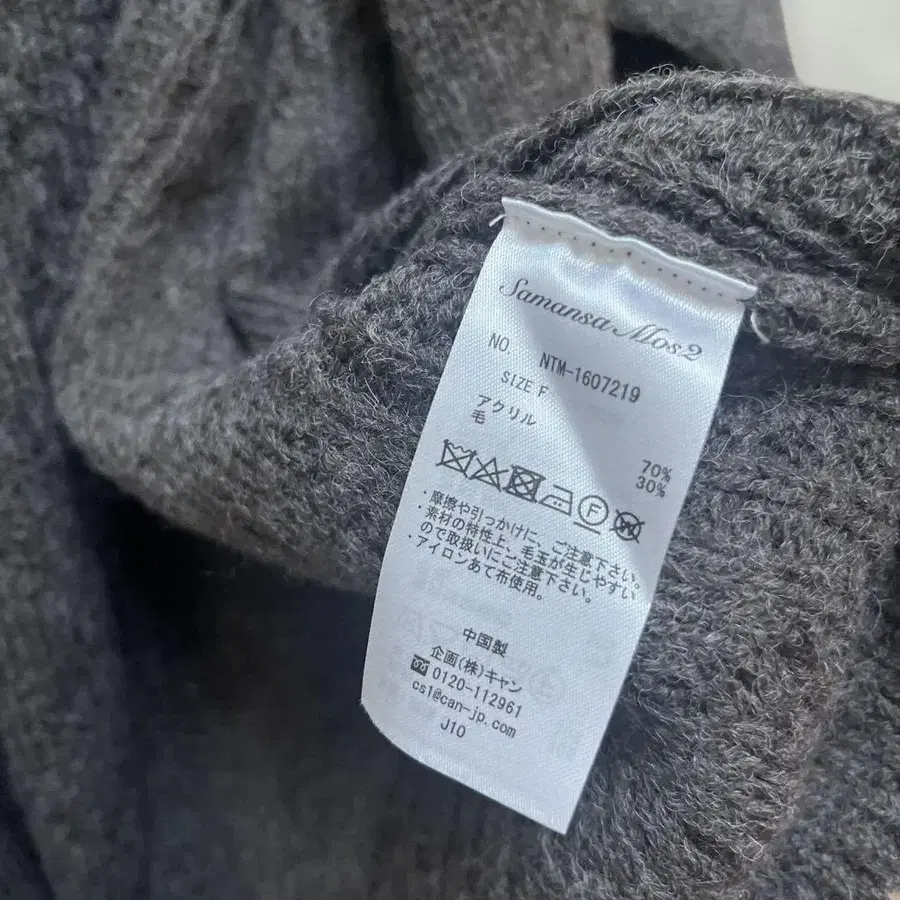 Samansa Mos2
NO. NTM-1607219
SIZE F
アクリル 70%
毛 30%
F W
・摩擦や引っかけに、ご注意下さい。
・素材の特性上、毛玉が生じやすい
ので取扱いにご注意下さい。
・アイロンあて布使用。
中国製
企画(株)キャン
0120-112961
cs1@can-jp.com
J10